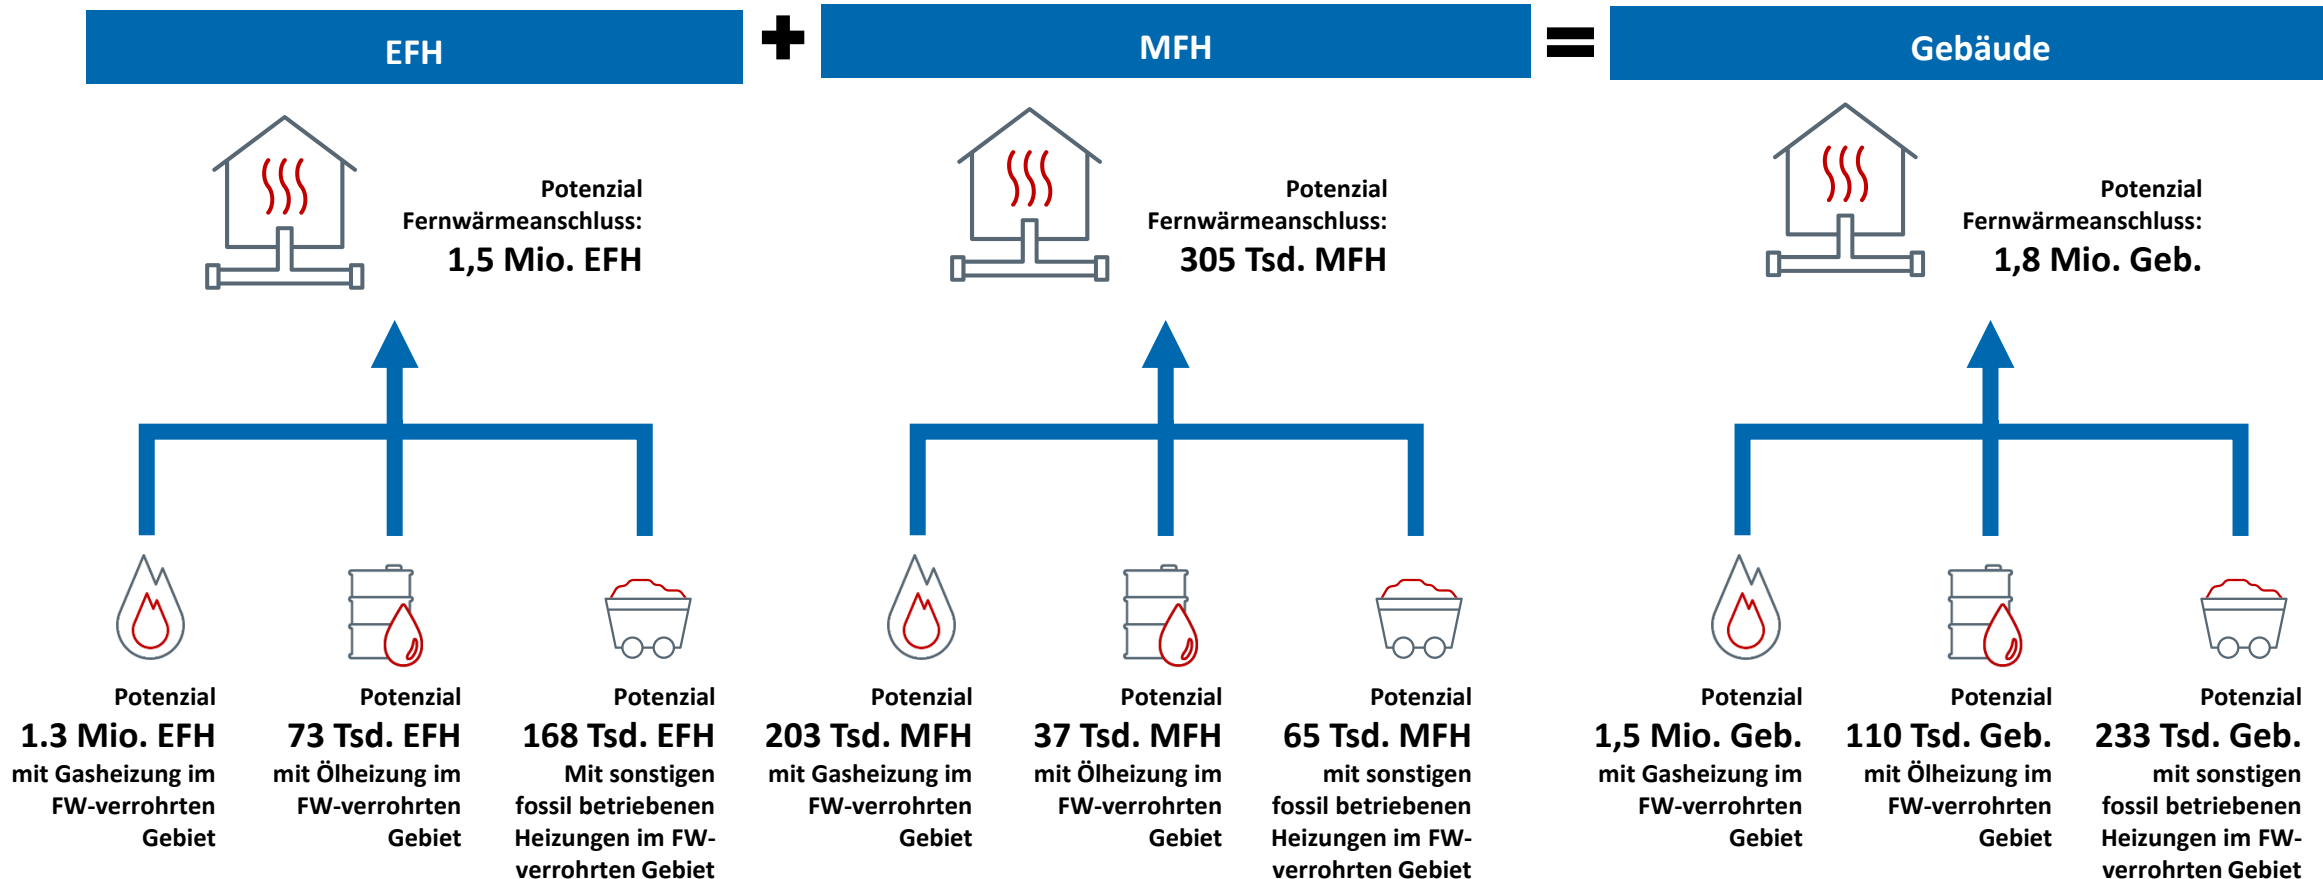 EFH
MFH
Gebäude
Potenzial
Fernwärmeanschluss:
1,5 Mio. EFH
Potenzial
Fernwärmeanschluss:
305 Tsd. MFH
Potenzial
Fernwärmeanschluss:
1,8 Mio. Geb.
Potenzial
1.3 Mio. EFH
mit Gasheizung im
FW-verrohrten
Gebiet
Potenzial
73 Tsd. EFH
mit Ölheizung im
FW-verrohrten
Gebiet
Potenzial
168 Tsd. EFH
Mit sonstigen
fossil betriebenen
Heizungen im FW-
verrohrten Gebiet
Potenzial
203 Tsd. MFH
mit Gasheizung im
FW-verrohrten
Gebiet
Potenzial
37 Tsd. MFH
mit Ölheizung im
FW-verrohrten
Gebiet
Potenzial
65 Tsd. MFH
mit sonstigen
fossil betriebenen
Heizungen im FW-
verrohrten Gebiet
Potenzial
1,5 Mio. Geb.
mit Gasheizung im
FW-verrohrten
Gebiet
Potenzial
110 Tsd. Geb.
mit Ölheizung im
FW-verrohrten
Gebiet
Potenzial
233 Tsd. Geb.
mit sonstigen
fossil betriebenen
Heizungen im FW-
verrohrten Gebiet